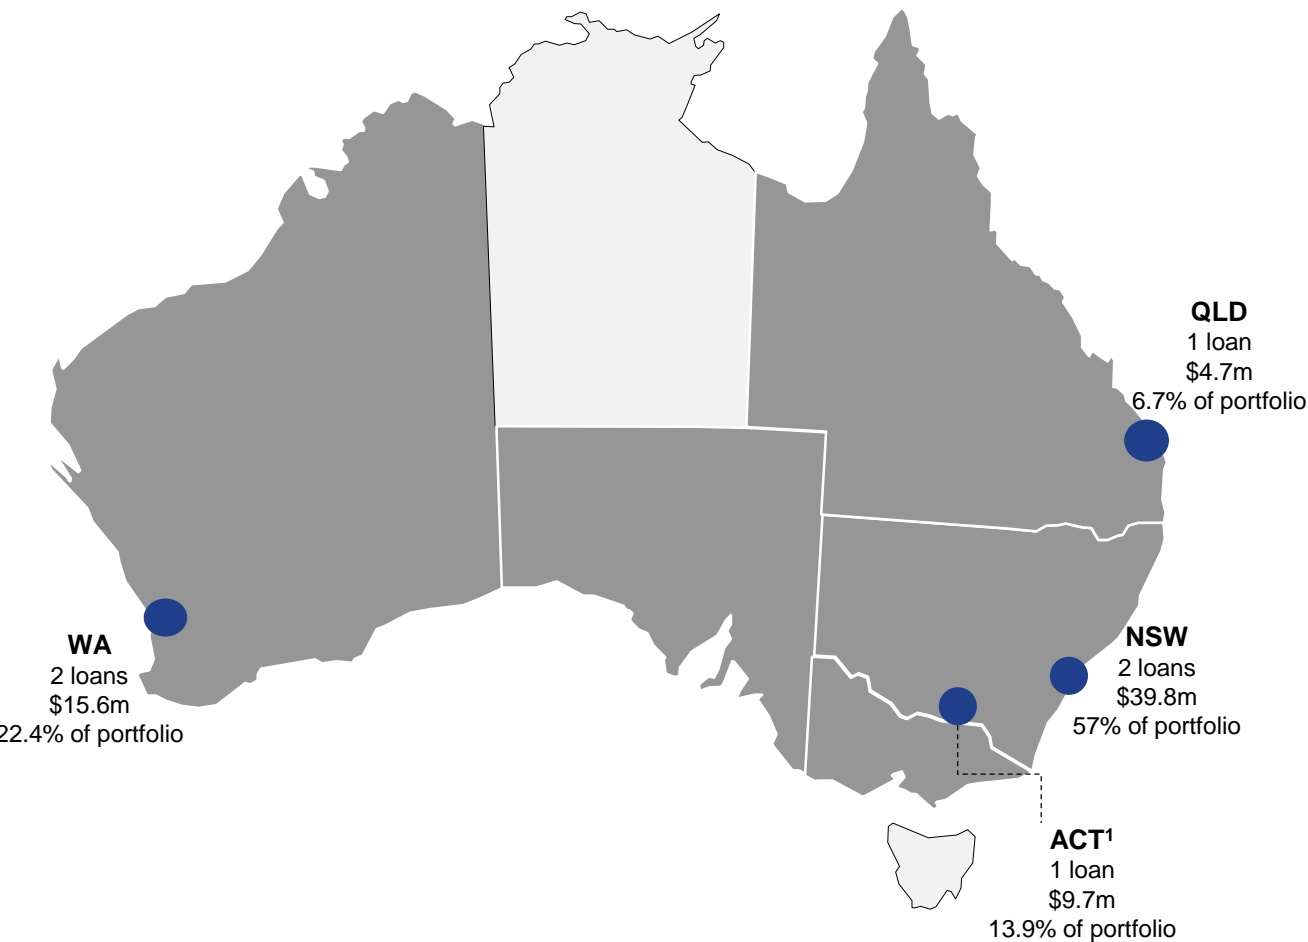 QLD
1 loan
$4.7m
6.7% of portfolio
WA
2 loans
$15.6m
22.4% of portfolio
NSW
2 loans
$39.8m
57% of portfolio
ACT¹
1 loan
$9.7m
13.9% of portfolio